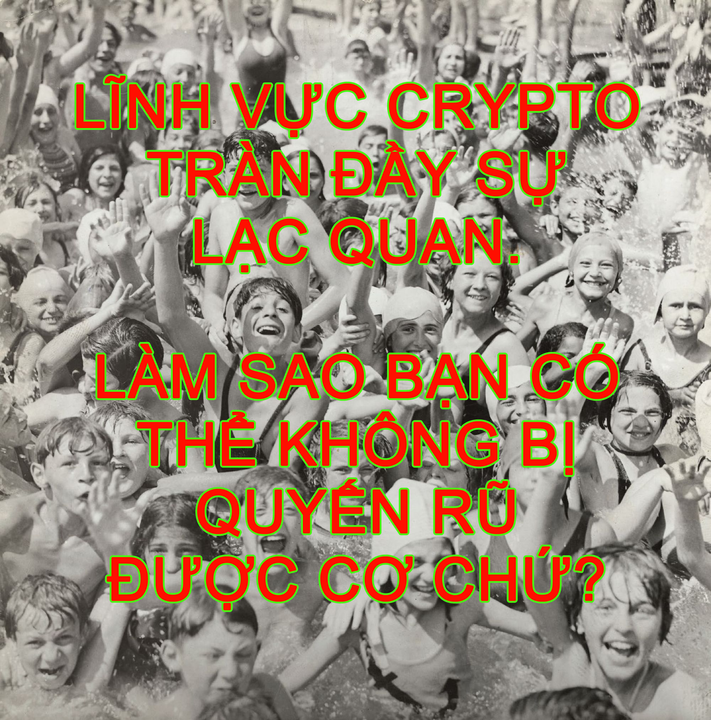 LĨNH VỰC CRYPTO
TRÀN ĐẦY SỰ
LẠC QUAN.
LÀM SAO BẠN CÓ
THỂ KHÔNG BỊ
QUYẾN RŨ
ĐƯỢC CƠ CHỨ?